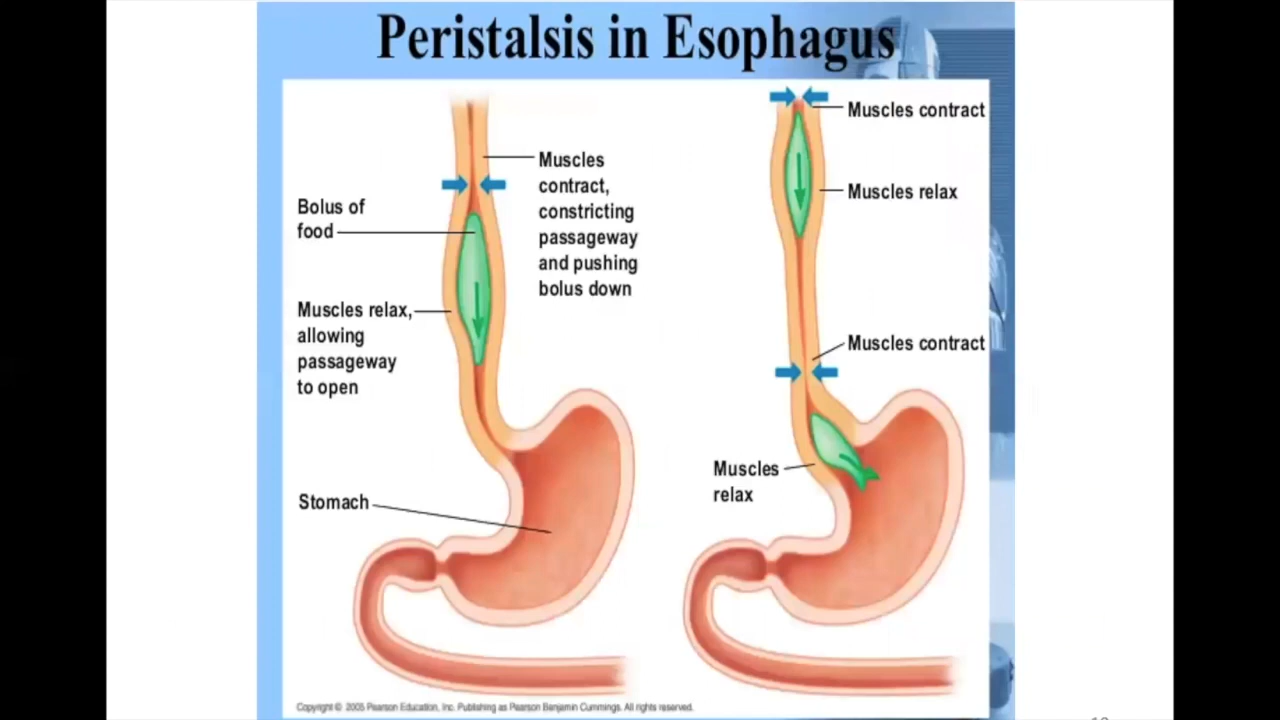 Peristalsis in Esophagus
Bolus of
food
Muscles relax,
allowing
passageway
to open
Stomach
Muscles
contract,
constricting
passageway
and pushing
bolus down
Muscles contract
Muscles relax
Muscles contract
Muscles
relax
Copyright © 2005 Pearson Education, Inc. Publishing as Pearson Benjamin Cummings. All rights reserved.